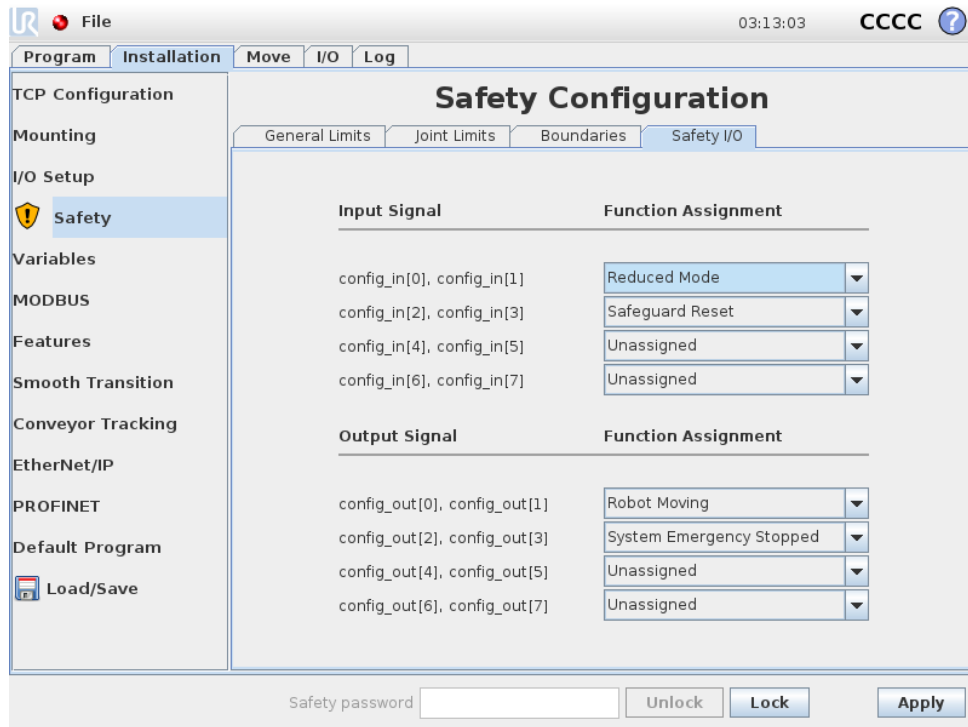 UR File 03:13:03 CCCC ?
Program Installation Move I/O Log
TCP Configuration
Mounting
I/O Setup
Safety
Variables
MODBUS
Features
Smooth Transition
Conveyor Tracking
EtherNet/IP
PROFINET
Default Program
Load/Save
Safety Configuration
General Limits Joint Limits Boundaries Safety I/O
Input Signal Function Assignment
config_in[0], config_in[1] Reduced Mode
config_in[2], config_in[3] Safeguard Reset
config_in[4], config_in[5] Unassigned
config_in[6], config_in[7] Unassigned
Output Signal Function Assignment
config_out[0], config_out[1] Robot Moving
config_out[2], config_out[3] System Emergency Stopped
config_out[4], config_out[5] Unassigned
config_out[6], config_out[7] Unassigned
Safety password Unlock Lock Apply